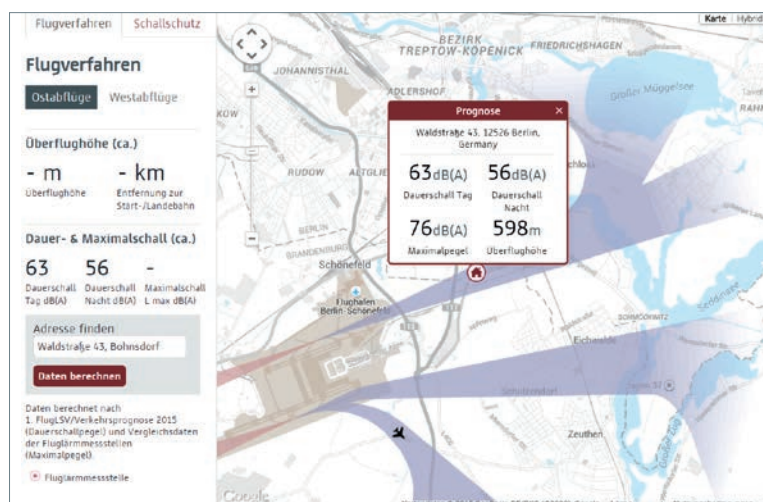 Flugverfahren
Schallschutz
Flugverfahren
Ostabflüge
Westabflüge
Überflughöhe (ca.)
- m
- km
Überflughöhe
Entfernung zur
Start-/Landebahn
Dauer- & Maximalschall (ca.)
63
56
-
Dauerschall
Tag dB(A)
Dauerschall
Nacht dB(A)
Maximalschall
L max dB(A)
Adresse finden
Waldstraße 43, Bohnsdorf
Daten berechnen
Daten berechnet nach
1. FlugLSV/Verkehrsprognose 2015
(Dauerschallpegel) und Vergleichsdaten
der Fluglärmmessstellen
(Maximalpegel).
Fluglärmmessstelle
Karte
Hybrid
BEZIRK
TREPTOW-KÖPENICK
FRIEDRICHSHAGEN
JOHANNISTHAL
ADLERSHOF
Großer Müggelsee
KOW
RUDOW
Prognose
×
Waldstraße 43, 12526 Berlin,
Germany
63dB(A)
56dB(A)
Dauerschall Tag
Dauerschall
Nacht
76dB(A)
598m
Maximalpegel
Überflughöhe
BERLIN
BRANDENBURG
Schönefeld
Flughafen
Berlin-Schönefeld
Seddinsee
SCHMÖCKWITZ
Eichwalde
Schulzendorf
Zeuthen
Google